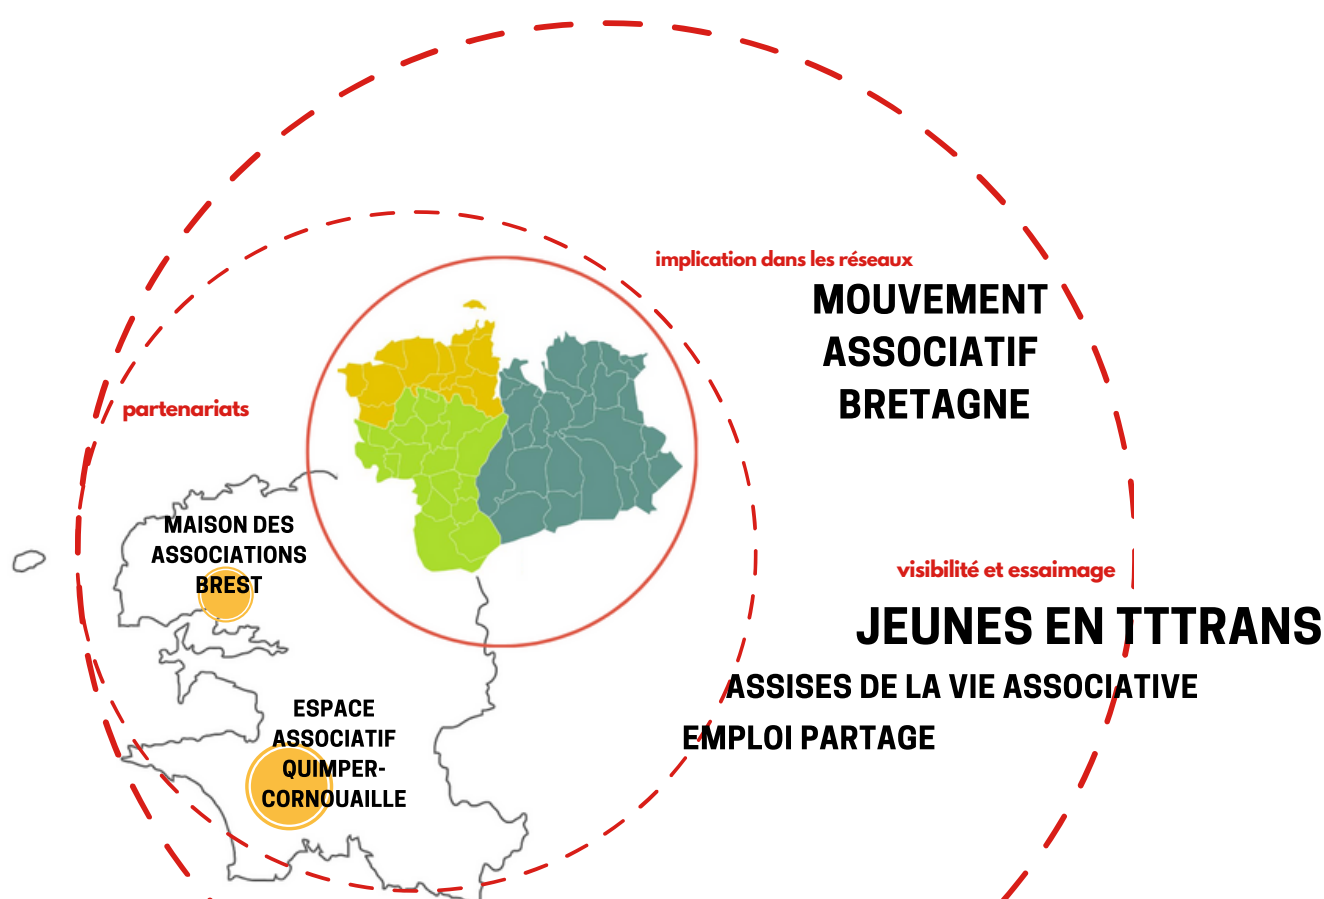 implication dans les réseaux
MOUVEMENT
ASSOCIATIF
BRETAGNE
partenariats
MAISON DES
ASSOCIATIONS
BREST
visibilité et essaimage
JEUNES EN TTTRANS
ASSISES DE LA VIE ASSOCIATIVE
EMPLOI PARTAGE
ESPACE
ASSOCIATIF
QUIMPER-
CORNOUAILLE